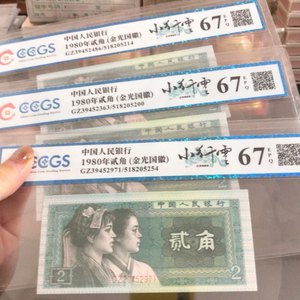 CCGS
中国人民银行
1980年贰角(金光国徽)
GZ39452486/518205214
67 EPQ
CCGS
中国人民银行
1980年贰角(金光国徽)
GZ39452363/518205200
67 EPQ
CCGS
中国人民银行
1980年贰角(金光国徽)
GZ39452971/518205254
67 EPQ
中国人民银行
贰角
2
2